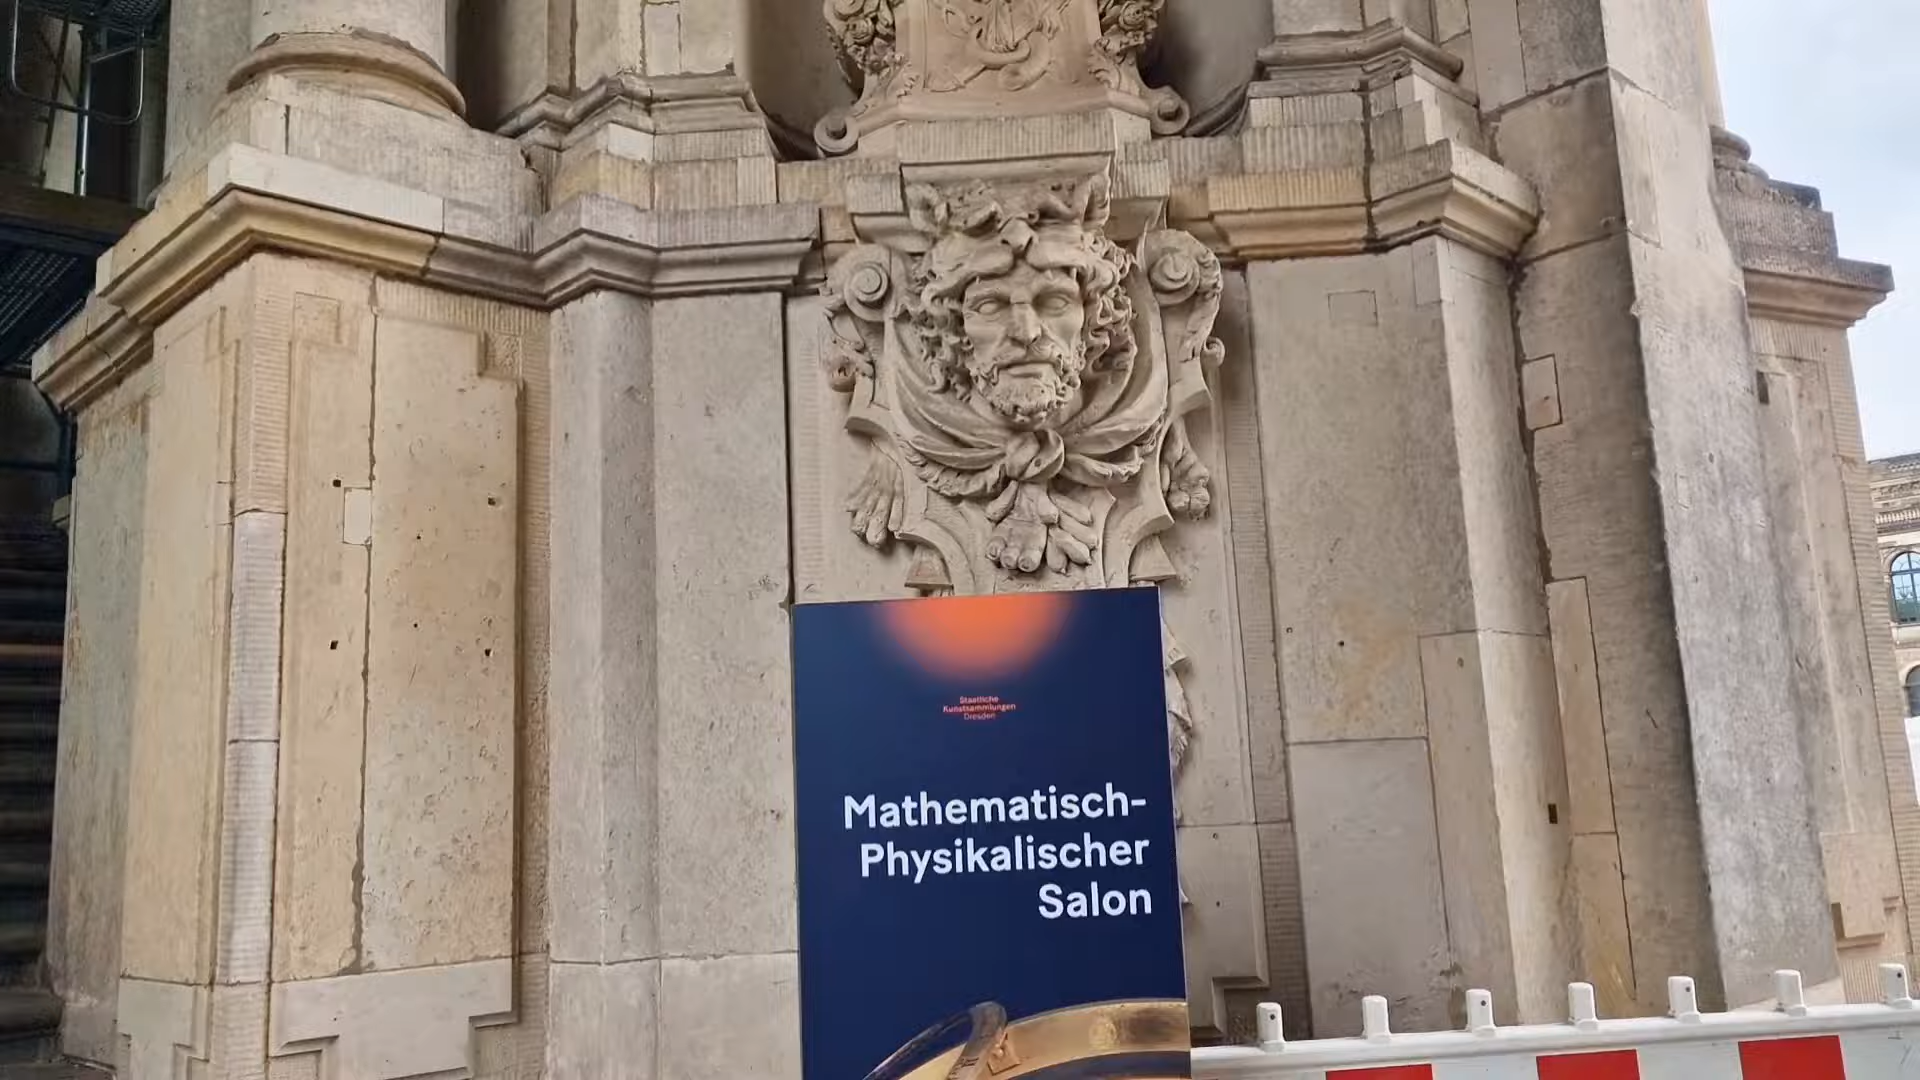 Staatliche
Kunstsammlungen
Dresden
Mathematisch-
Physikalischer
Salon